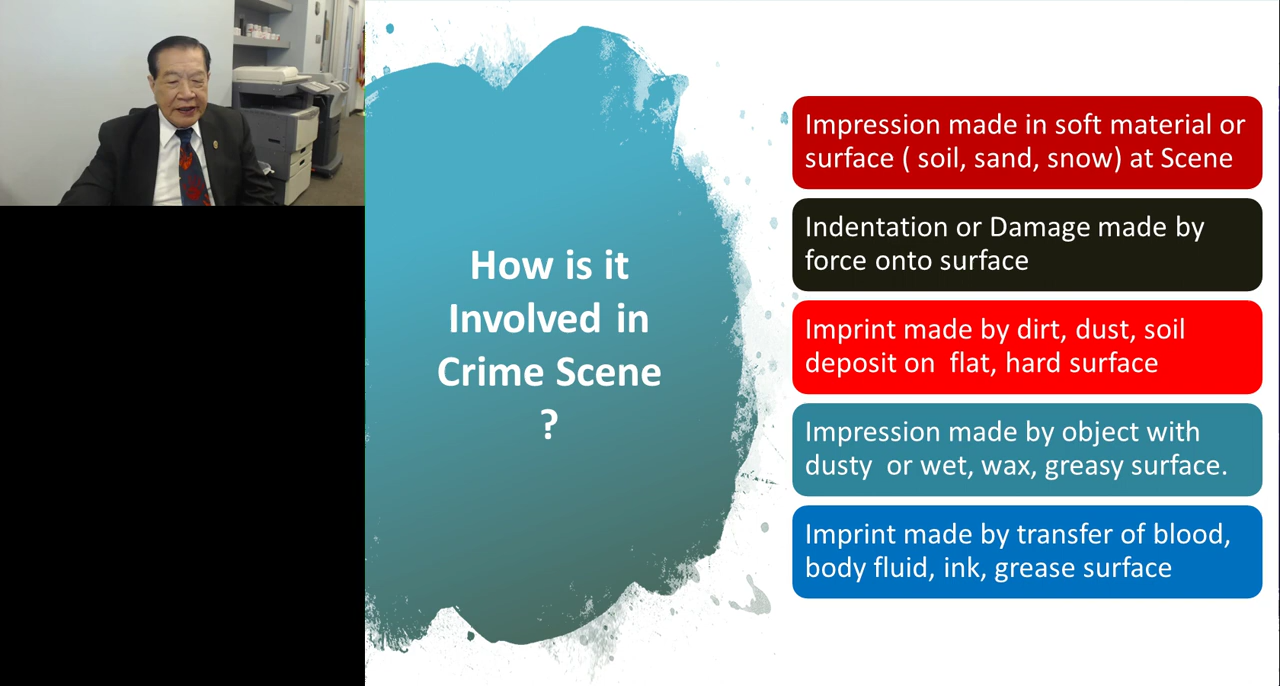 How is it
Involved in
Crime Scene
?
Impression made in soft material or
surface ( soil, sand, snow) at Scene
Indentation or Damage made by
force onto surface
Imprint made by dirt, dust, soil
deposit on  flat, hard surface
Impression made by object with
dusty  or wet, wax, greasy surface.
Imprint made by transfer of blood,
body fluid, ink, grease surface